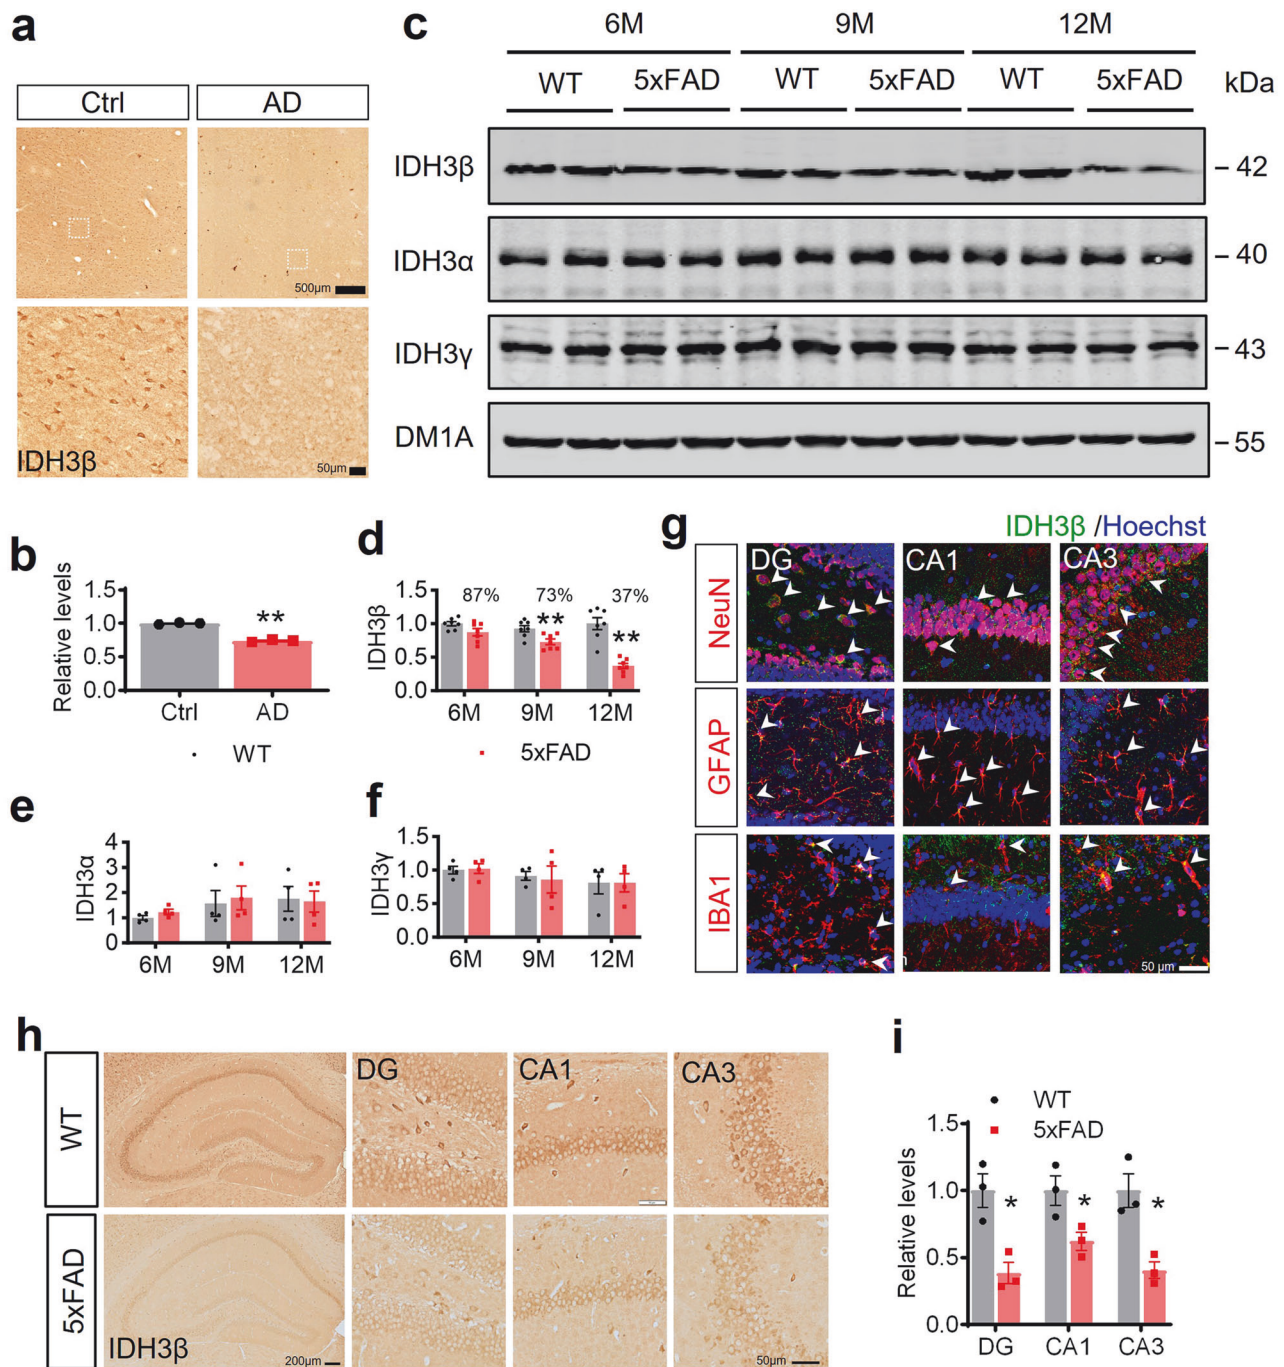 a
Ctrl AD
500µm
IDH3β
50µm
c
6M 9M 12M
WT 5xFAD WT 5xFAD WT 5xFAD kDa
IDH3β – 42
IDH3α – 40
IDH3γ – 43
DM1A – 55
b
Relative levels
1.5
1.0
0.5
0.0
**
Ctrl AD
d
IDH3β
1.5
1.0
0.5
0.0
87% 73% 37%
** **
6M 9M 12M
• WT ▪ 5xFAD
e
IDH3α
4
3
2
1
0
6M 9M 12M
f
IDH3γ
1.5
1.0
0.5
0.0
6M 9M 12M
g
IDH3β /Hoechst
DG CA1 CA3
NeuN
GFAP
IBA1
50 µm
h
DG CA1 CA3
WT
5xFAD
IDH3β
200µm
50µm
i
• WT
▪ 5xFAD
Relative levels
1.5
1.0
0.5
0.0
* * *
DG CA1 CA3